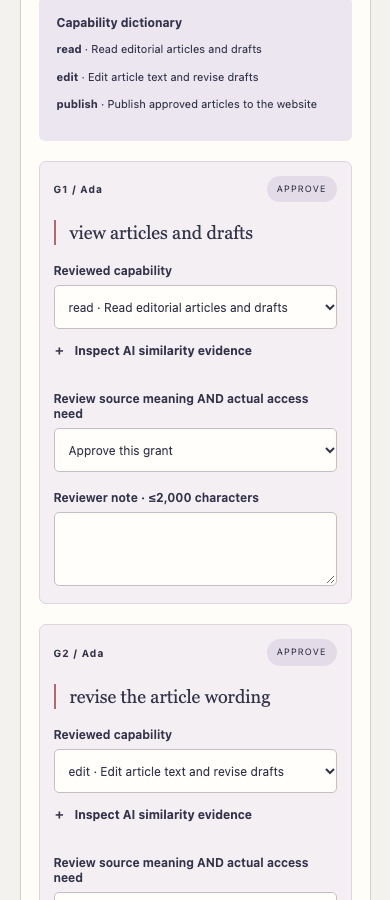 Capability dictionary
read · Read editorial articles and drafts
edit · Edit article text and revise drafts
publish · Publish approved articles to the website
G1 / Ada
APPROVE
view articles and drafts
Reviewed capability
read · Read editorial articles and drafts
+ Inspect AI similarity evidence
Review source meaning AND actual access
need
Approve this grant
Reviewer note · ≤2,000 characters
G2 / Ada
APPROVE
revise the article wording
Reviewed capability
edit · Edit article text and revise drafts
+ Inspect AI similarity evidence
Review source meaning AND actual access
need